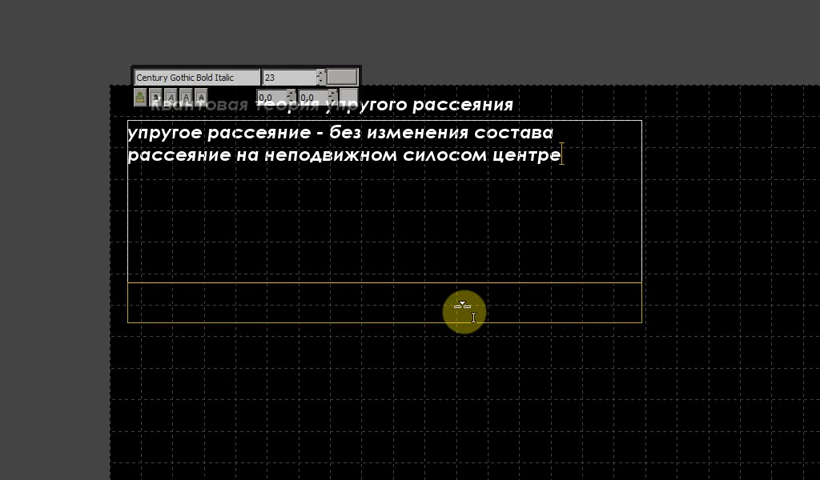 Century Gothic Bold Italic 23
0,0 0,0
Квантовая теория упругого рассеяния
упругое рассеяние - без изменения состава
рассеяние на неподвижном силосом центре